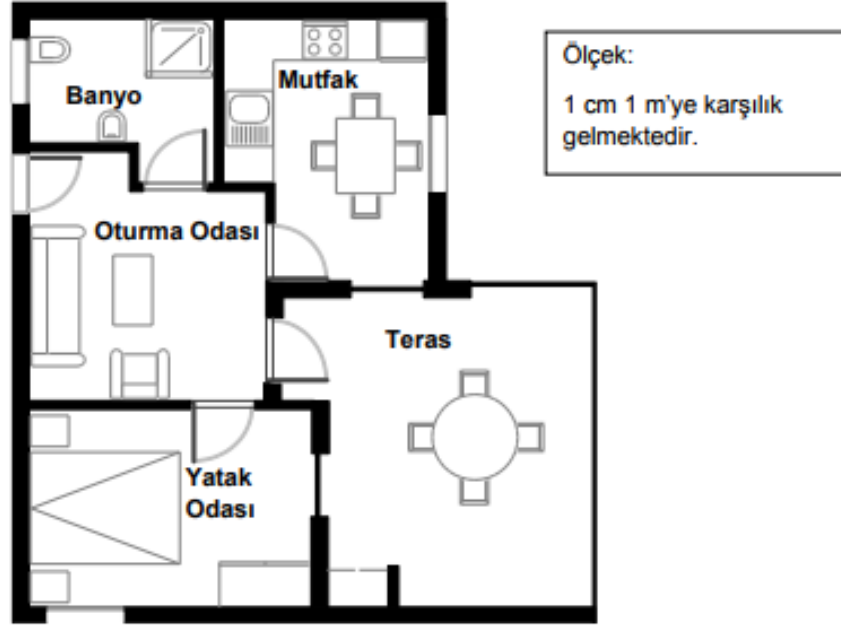 Ölçek:
1 cm 1 m'ye karşılık
gelmektedir.
Mutfak
Banyo
Oturma Odası
Teras
Yatak
Odası